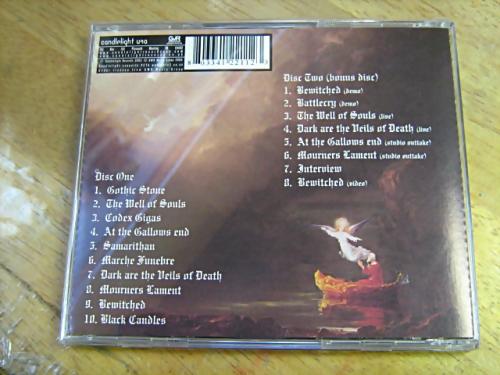 candlelight usa
8 03341 22112 0
Disc One
1. Gothic Stone
2. The Well of Souls
3. Codex Gigas
4. At the Gallows end
5. Samarithan
6. Marche Funebre
7. Dark are the Veils of Death
8. Mourners Lament
9. Bewitched
10. Black Candles
Disc Two (bonus disc)
1. Bewitched (demo)
2. Battlecry (demo)
3. The Well of Souls (live)
4. Dark are the Veils of Death (live)
5. At the Gallows end (studio outtake)
6. Mourners Lament (studio outtake)
7. Interview
8. Bewitched (video)